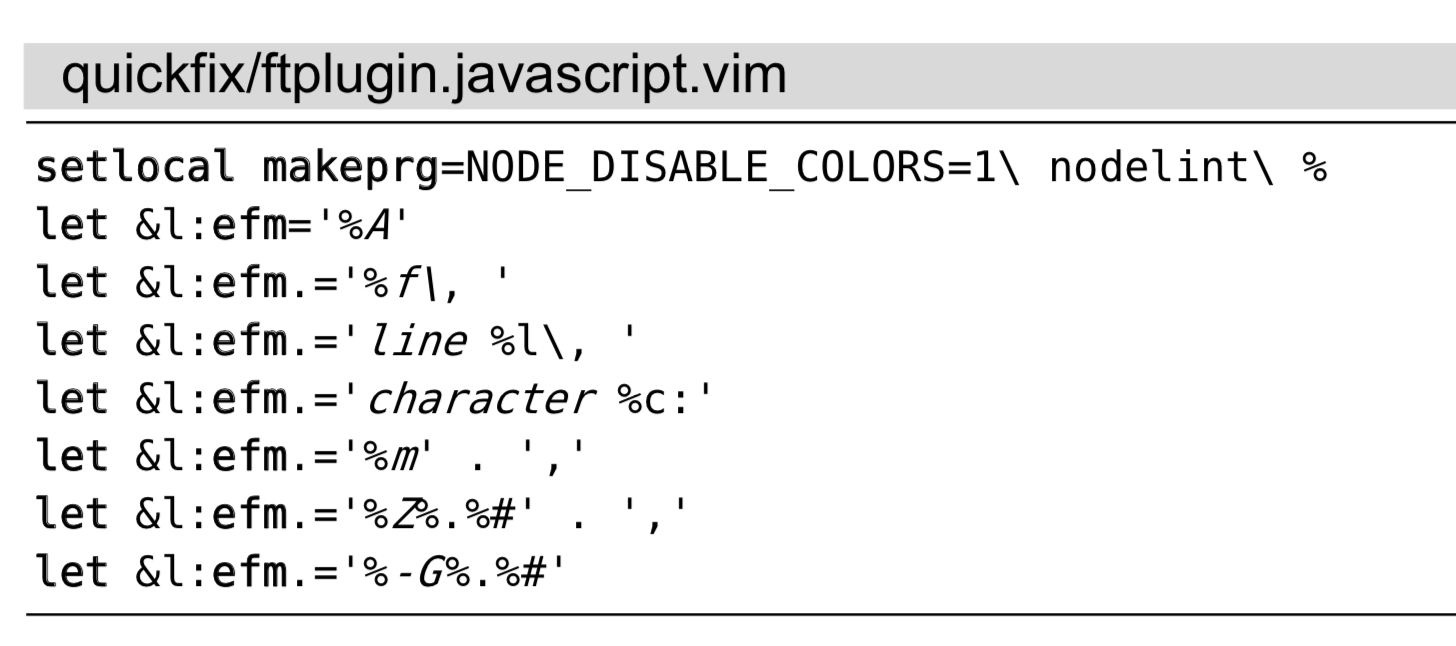 quickfix/ftplugin.javascript.vim
setlocal makeprg=NODE_DISABLE_COLORS=1\ nodelint\ %
let &l:efm='%A'
let &l:efm.='%f\, '
let &l:efm.='line %l\, '
let &l:efm.='character %c:'
let &l:efm.='%m' . ','
let &l:efm.='%Z%.%#' . ','
let &l:efm.='%-G%.%#'